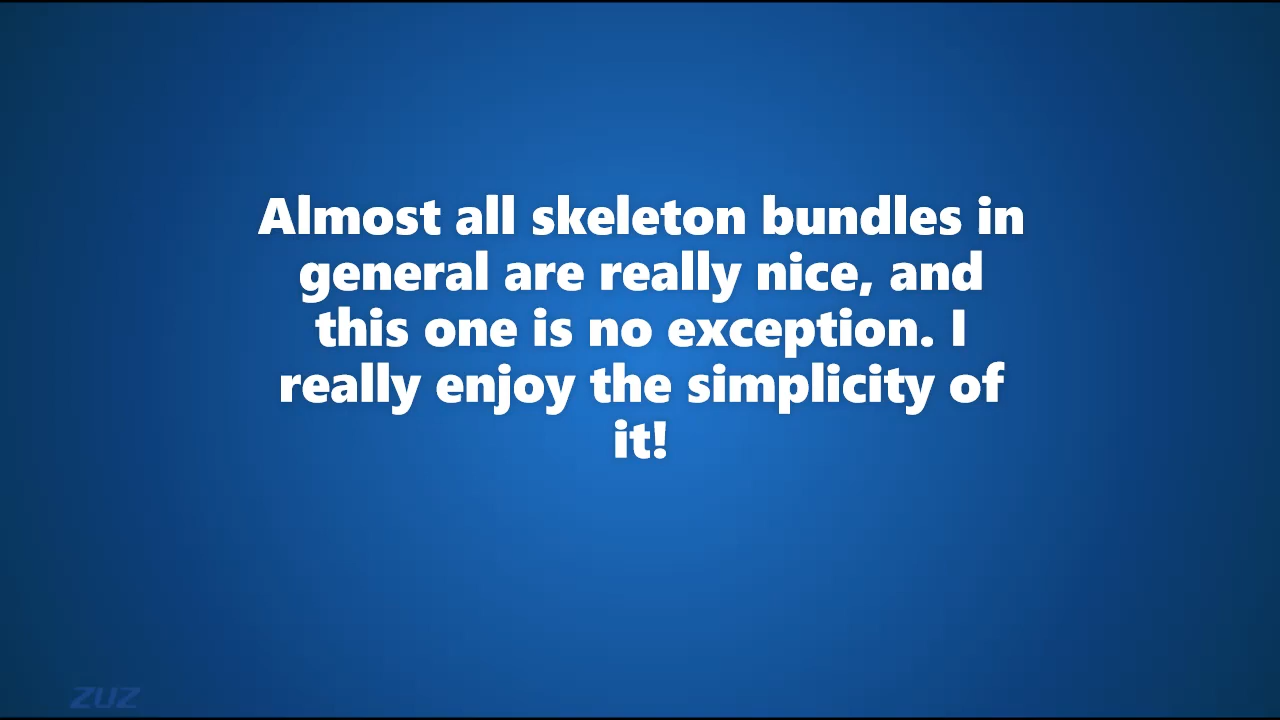 Almost all skeleton bundles in
general are really nice, and
this one is no exception. I
really enjoy the simplicity of
it!
ZUZ